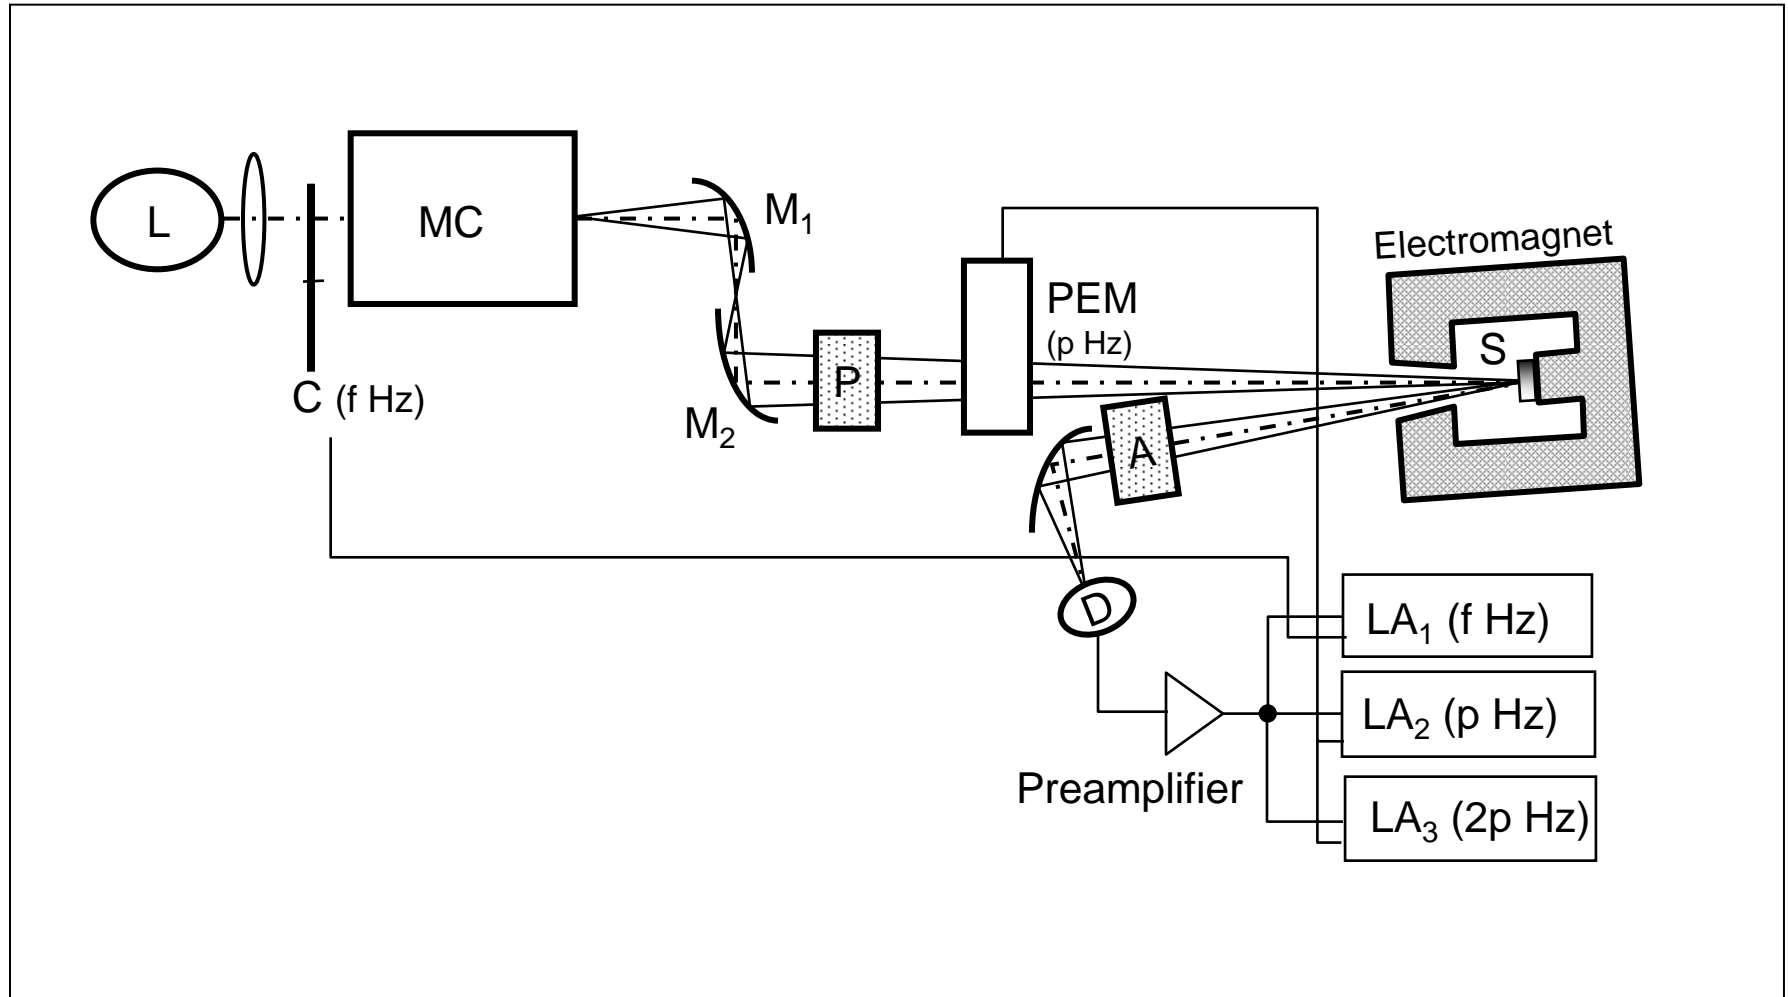 L
MC
M₁
C (f Hz)
M₂
P
PEM
(p Hz)
Electromagnet
S
A
D
Preamplifier
LA₁ (f Hz)
LA₂ (p Hz)
LA₃ (2p Hz)